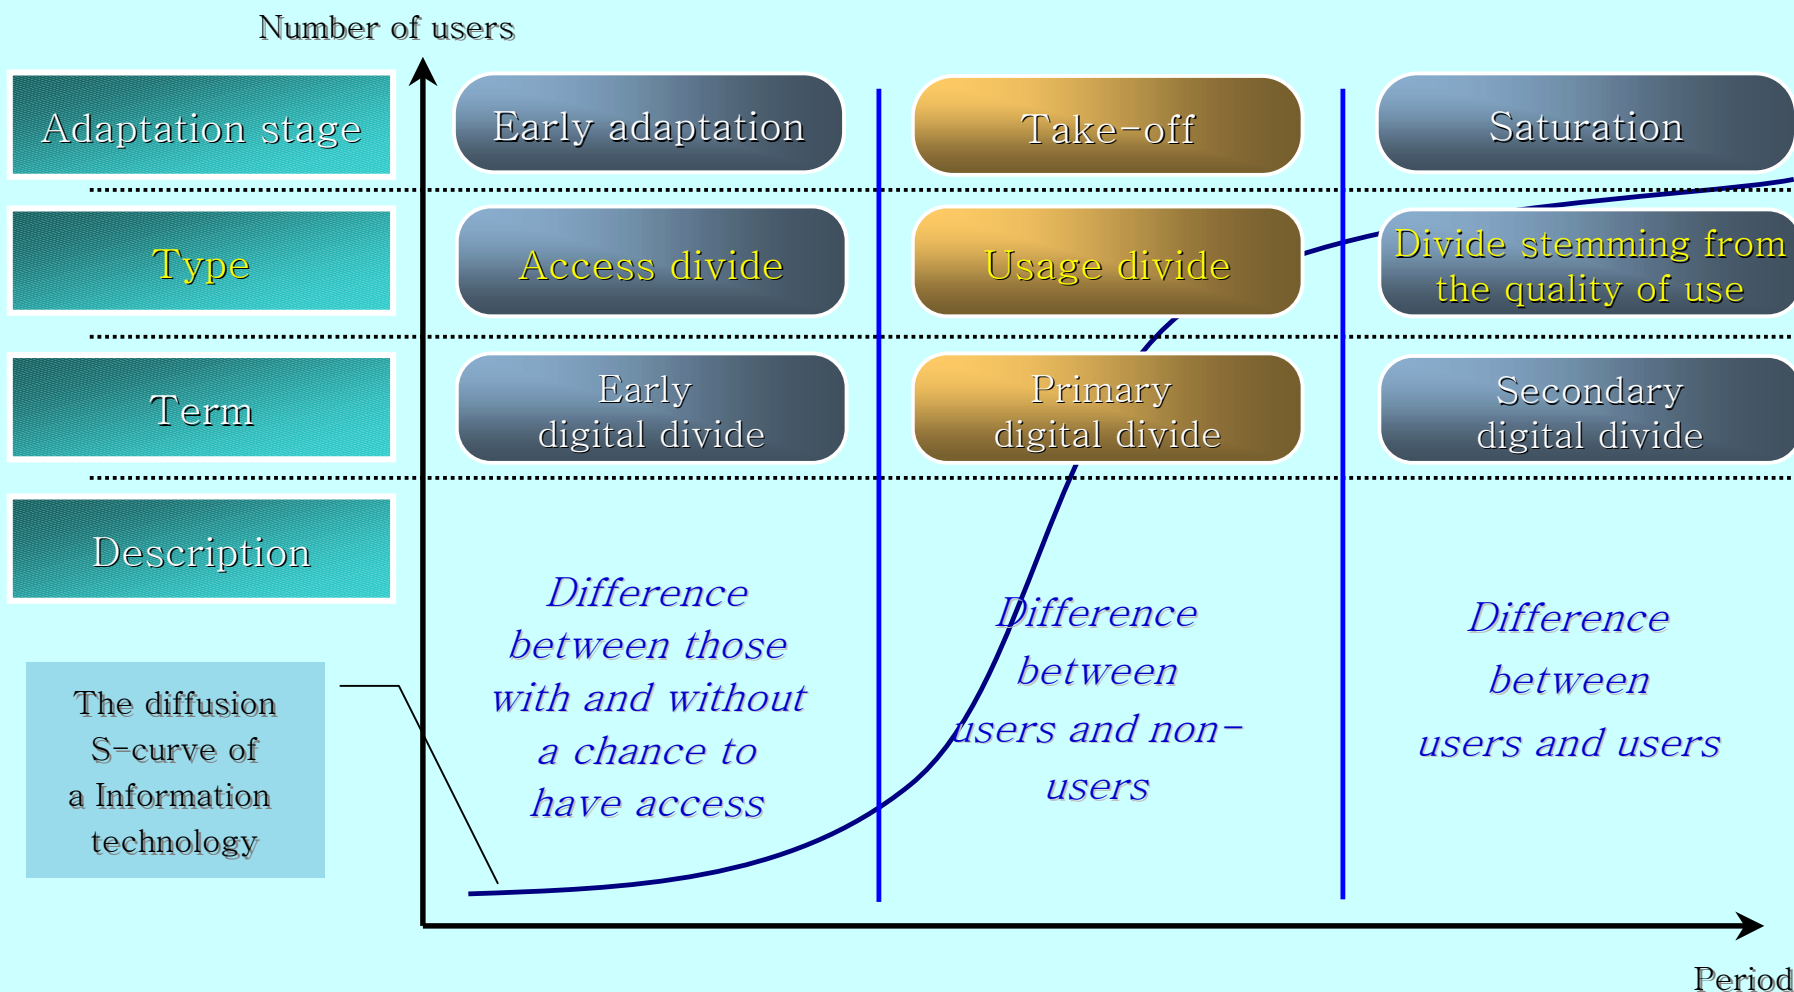 Number of users
Adaptation stage
Early adaptation
Take-off
Saturation
Type
Access divide
Usage divide
Divide stemming from
the quality of use
Term
Early
digital divide
Primary
digital divide
Secondary
digital divide
Description
Difference
between those
with and without
a chance to
have access
Difference
between
users and non-
users
Difference
between
users and users
The diffusion
S-curve of
a Information
technology
Period